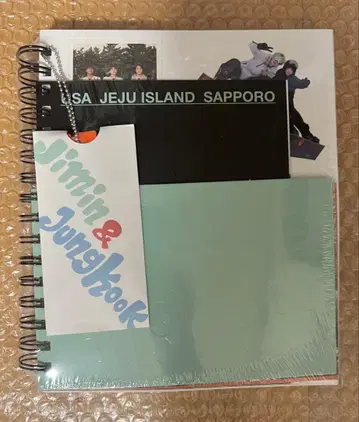 USA JEJU ISLAND SAPPORO
Jimin
&
JungKook